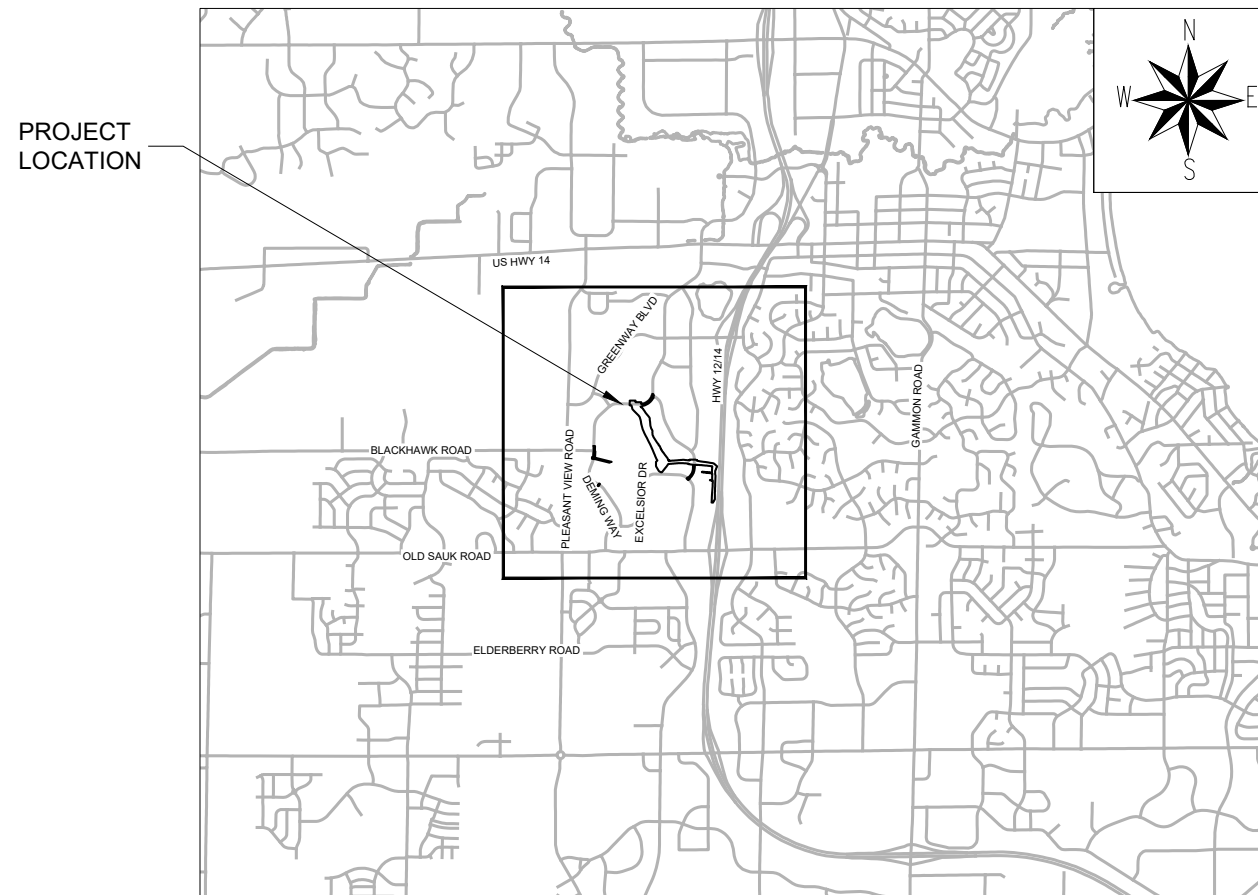 N
W E
S
PROJECT
LOCATION
US HWY 14
GREENWAY BLVD
HWY 12/14
GAMMON ROAD
BLACKHAWK ROAD
PLEASANT VIEW ROAD
DEMING WAY
EXCELSIOR DR
OLD SAUK ROAD
ELDERBERRY ROAD